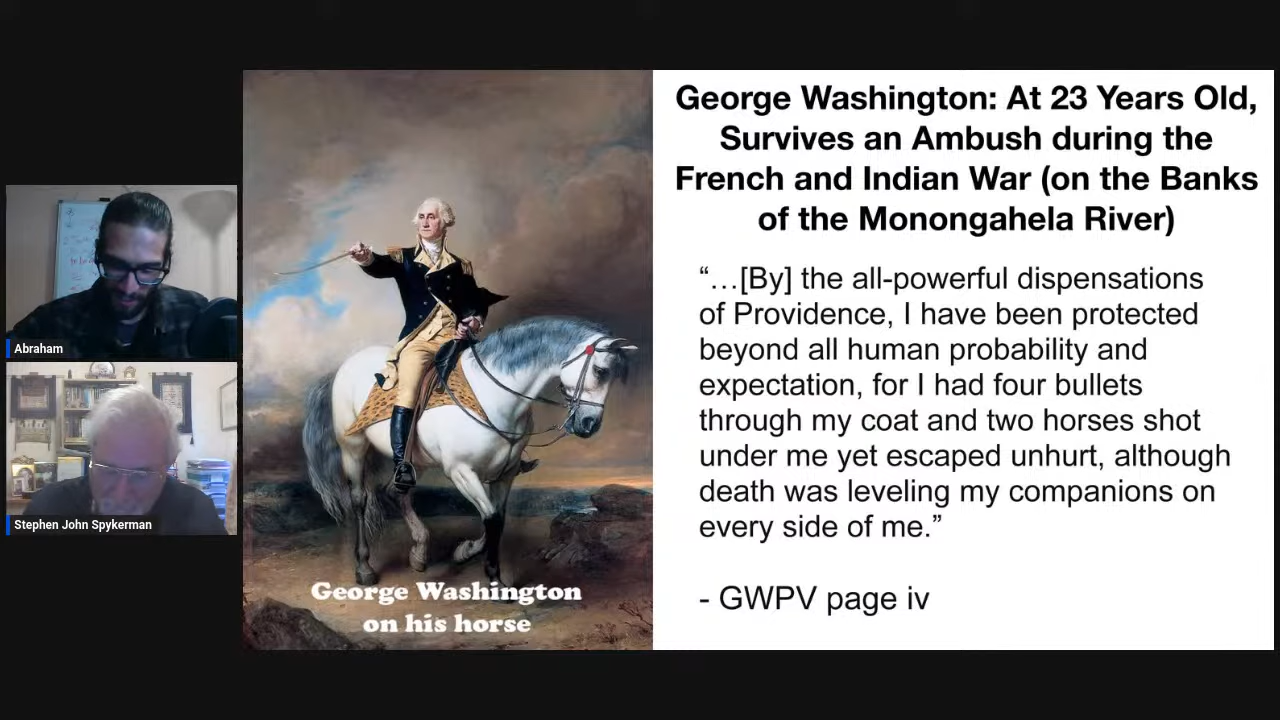 Abraham
Stephen John Spykerman
George Washington
on his horse
George Washington: At 23 Years Old,
Survives an Ambush during the
French and Indian War (on the Banks
of the Monongahela River)
“…[By] the all-powerful dispensations
of Providence, I have been protected
beyond all human probability and
expectation, for I had four bullets
through my coat and two horses shot
under me yet escaped unhurt, although
death was leveling my companions on
every side of me.”
- GWPV page iv